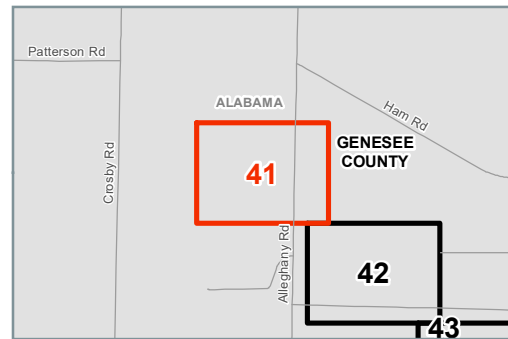 Patterson Rd
ALABAMA
Ham Rd
GENESEE
COUNTY
Crosby Rd
41
Alleghany Rd
42
43